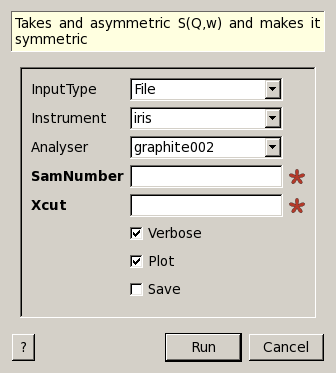 Takes and asymmetric S(Q,w) and makes it
symmetric
InputType File
Instrument iris
Analyser graphite002
SamNumber
Xcut
Verbose
Plot
Save
? Run Cancel